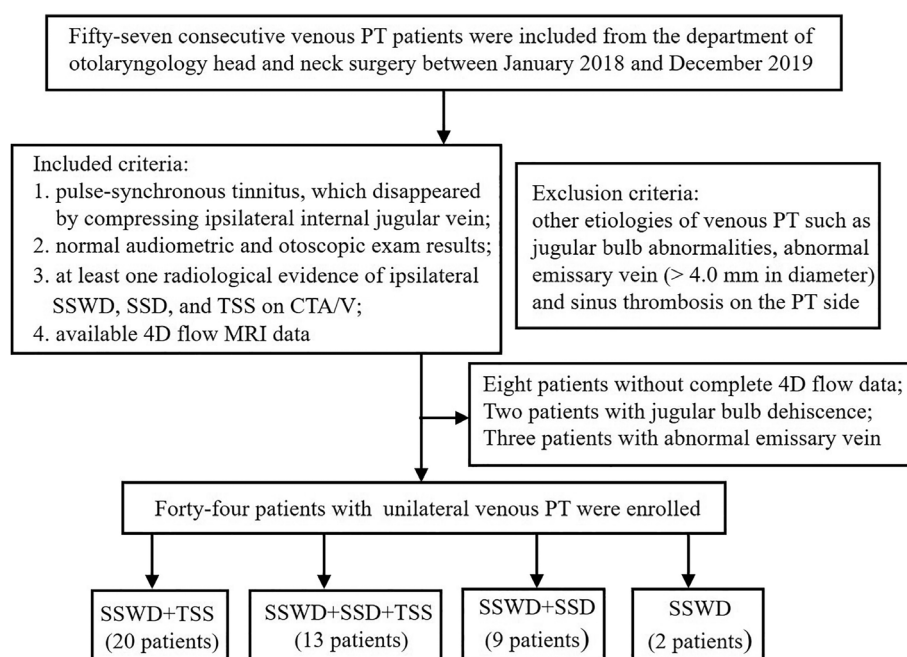 Fifty-seven consecutive venous PT patients were included from the department of
otolaryngology head and neck surgery between January 2018 and December 2019
Included criteria:
1. pulse-synchronous tinnitus, which disappeared
by compressing ipsilateral internal jugular vein;
2. normal audiometric and otoscopic exam results;
3. at least one radiological evidence of ipsilateral
SSWD, SSD, and TSS on CTA/V;
4. available 4D flow MRI data
Exclusion criteria:
other etiologies of venous PT such as
jugular bulb abnormalities, abnormal
emissary vein (> 4.0 mm in diameter)
and sinus thrombosis on the PT side
Eight patients without complete 4D flow data;
Two patients with jugular bulb dehiscence;
Three patients with abnormal emissary vein
Forty-four patients with unilateral venous PT were enrolled
SSWD+TSS
(20 patients)
SSWD+SSD+TSS
(13 patients)
SSWD+SSD
(9 patients)
SSWD
(2 patients)